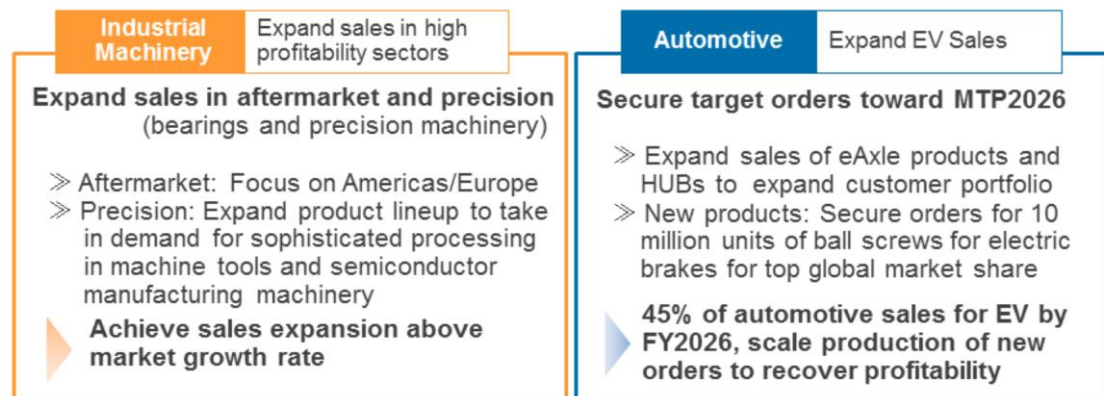 Industrial
Machinery
Expand sales in high
profitability sectors
Expand sales in aftermarket and precision
(bearings and precision machinery)
≫ Aftermarket: Focus on Americas/Europe
≫ Precision: Expand product lineup to take
in demand for sophisticated processing
in machine tools and semiconductor
manufacturing machinery
Achieve sales expansion above
market growth rate
Automotive
Expand EV Sales
Secure target orders toward MTP2026
≫ Expand sales of eAxle products and
HUBs to expand customer portfolio
≫ New products: Secure orders for 10
million units of ball screws for electric
brakes for top global market share
45% of automotive sales for EV by
FY2026, scale production of new
orders to recover profitability